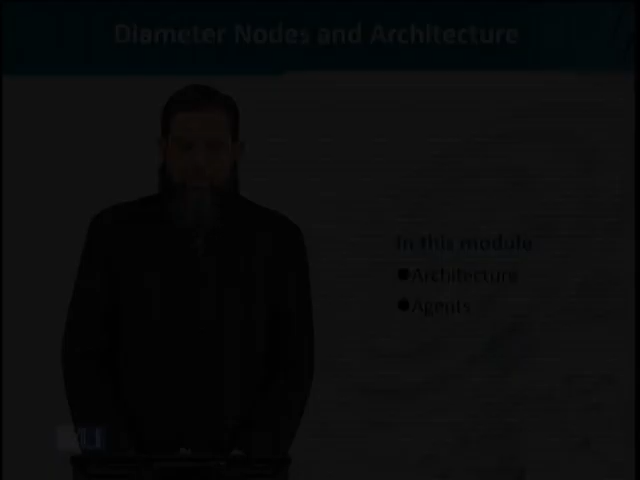 Diameter Nodes and Architecture
In this module
●Architecture
●Agents